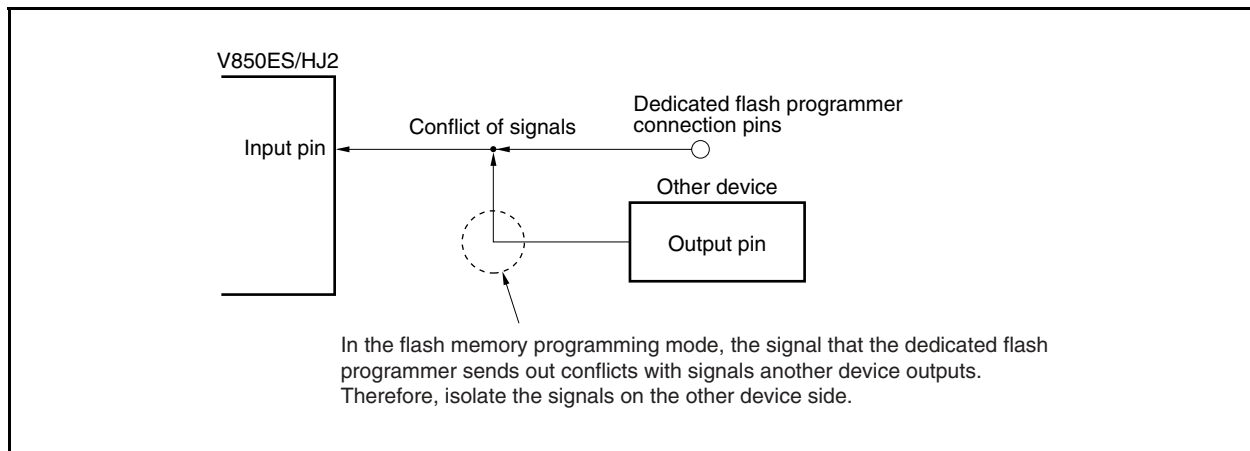 V850ES/HJ2
Input pin
Conflict of signals
Dedicated flash programmer
connection pins
Other device
Output pin
In the flash memory programming mode, the signal that the dedicated flash
programmer sends out conflicts with signals another device outputs.
Therefore, isolate the signals on the other device side.